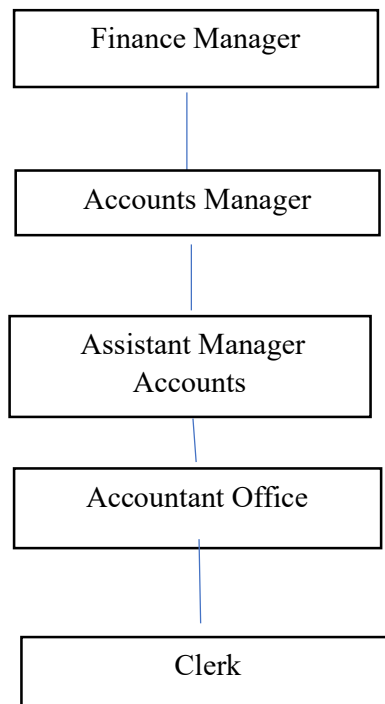 Finance Manager
Accounts Manager
Assistant Manager
Accounts
Accountant Office
Clerk